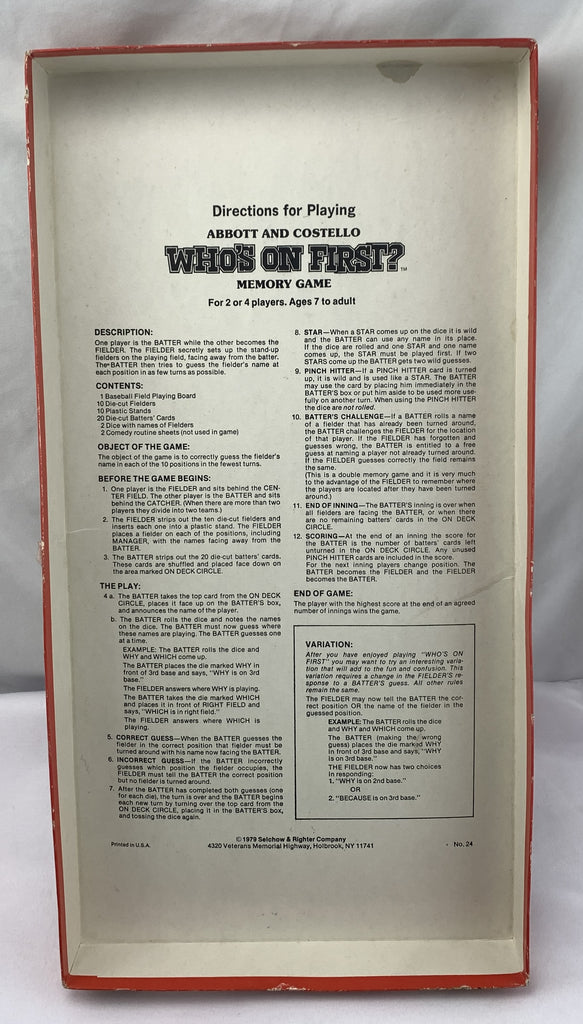 Directions for Playing
ABBOTT AND COSTELLO
WHO'S ON FIRST?™
MEMORY GAME
For 2 or 4 players. Ages 7 to adult
DESCRIPTION:
One player is the BATTER while the other becomes the
FIELDER. The FIELDER secretly sets up the stand-up
fielders on the playing field, facing away from the batter.
The BATTER then tries to guess the fielder's name at
each position in as few turns as possible.
CONTENTS:
1 Baseball Field Playing Board
10 Die-cut Fielders
10 Plastic Stands
20 Die-cut Batters' Cards
2 Dice with names of Fielders
2 Comedy routine sheets (not used in game)
OBJECT OF THE GAME:
The object of the game is to correctly guess the fielder's
name in each of the 10 positions in the fewest turns.
BEFORE THE GAME BEGINS:
1. One player is the FIELDER and sits behind the CEN-
TER FIELD. The other player is the BATTER and sits
behind the CATCHER. (When there are more than two
players they divide into two teams.)
2. The FIELDER strips out the ten die-cut fielders and
inserts each one into a plastic stand. The FIELDER
places a fielder on each of the positions, including
MANAGER, with the names facing away from the
BATTER.
3. The BATTER strips out the 20 die-cut batters' cards.
These cards are shuffled and placed face down on
the area marked ON DECK CIRCLE.
THE PLAY:
4 a. The BATTER takes the top card from the ON DECK
CIRCLE, places it face up on the BATTER'S box,
and announces the name of the player.
b. The BATTER rolls the dice and notes the names
on the dice. The BATTER must now guess where
these names are playing. The BATTER guesses one
at a time.
EXAMPLE: The BATTER rolls the dice and
WHY and WHICH come up.
The BATTER places the die marked WHY in
front of 3rd base and says, "WHY is on 3rd
base."
The FIELDER answers where WHY is playing.
The BATTER takes the die marked WHICH
and places it in front of RIGHT FIELD and
says, "WHICH is in right field."
The FIELDER answers where WHICH is
playing.
5. CORRECT GUESS—When the BATTER guesses the
fielder in the correct position that fielder must be
turned around with his name now facing the BATTER.
6. INCORRECT GUESS—If the BATTER incorrectly
guesses which position the fielder occupies, the
FIELDER must tell the BATTER the correct position
but no fielder is turned around.
7. After the BATTER has completed both guesses (one
for each die), the turn is over and the BATTER begins
each new turn by turning over the top card from the
ON DECK CIRCLE, placing it in the BATTER'S box,
and tossing the dice again.
8. STAR—When a STAR comes up on the dice it is wild
and the BATTER can use any name in its place.
If the dice are rolled and one STAR and one name
comes up, the STAR must be played first. If two
STARS come up the BATTER gets two wild guesses.
9. PINCH HITTER—If a PINCH HITTER card is turned
up, it is wild and is used like a STAR. The BATTER
may use the card by placing him immediately in the
BATTER'S box or put him aside to be used more use-
fully on another turn. When using the PINCH HITTER
the dice are not rolled.
10. BATTER'S CHALLENGE—If a BATTER rolls a name
of a fielder that has already been turned around,
the BATTER challenges the FIELDER for the location
of that player. If the FIELDER has forgotten and
guesses wrong, the BATTER is entitled to a free
guess at naming a player not already turned around.
If the FIELDER guesses correctly the field remains
the same.
(This is a double memory game and it is very much
to the advantage of the FIELDER to remember where
the players are located after they have been turned
around.)
11. END OF INNING—The BATTER'S Inning is over when
all fielders are facing the BATTER, or when there
are no remaining batters' cards in the ON DECK
CIRCLE.
12. SCORING—At the end of an inning the score for
the BATTER is the number of batters' cards left
unturned in the ON DECK CIRCLE. Any unused
PINCH HITTER cards are included in the score.
For the next inning players change position. The
BATTER becomes the FIELDER and the FIELDER
becomes the BATTER.
END OF GAME:
The player with the highest score at the end of an agreed
number of innings wins the game.
VARIATION:
After you have enjoyed playing "WHO'S ON
FIRST" you may want to try an interesting varia-
tion that will add to the fun and confusion. This
variation requires a change in the FIELDER'S re-
sponse to a BATTER'S guess. All other rules
remain the same.
The FIELDER may now tell the BATTER the cor-
rect position OR the name of the fielder in the
guessed position.
EXAMPLE: The BATTER rolls the dice
and WHY and WHICH come up.
The BATTER (making the wrong
guess) places the die marked WHY
in front of 3rd base and says, "WHY
is on 3rd base."
THE FIELDER now has two choices
in responding:
1. "WHY is on 2nd base."
OR
2. "BECAUSE is on 3rd base."
© 1979 Selchow & Righter Company
Printed in U.S.A. 4320 Veterans Memorial Highway, Holbrook, NY 11741 No. 24